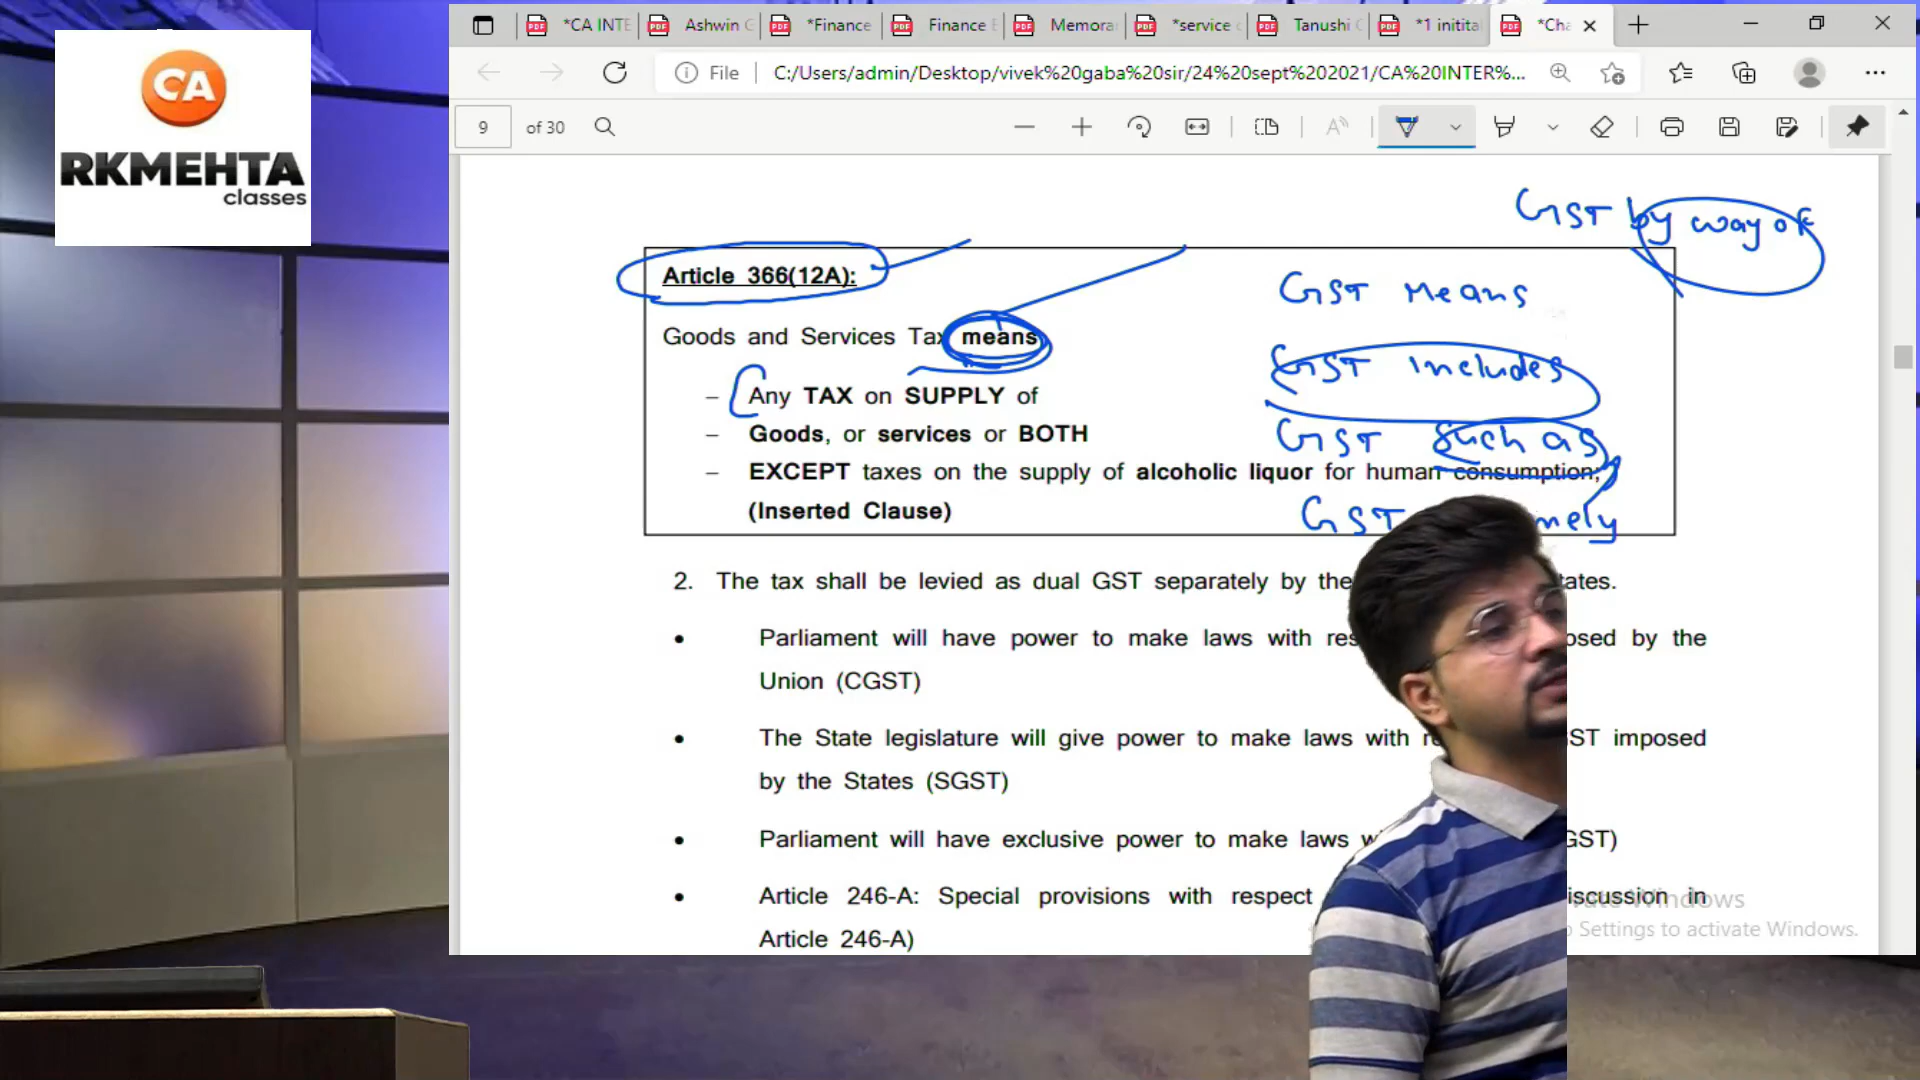 CA
RKMEHTA
classes
*CA INTE
Ashwin G
*Finance
Finance E
Memora
*service c
Tanushi C
*1 initital
*Cha
File
C:/Users/admin/Desktop/vivek%20gaba%20sir/24%20sept%202021/CA%20INTER%...
9
of 30
GST by way of
Article 366(12A):
GST Means
Goods and Services Tax means
GST includes
– Any TAX on SUPPLY of
– Goods, or services or BOTH
GST Such as
– EXCEPT taxes on the supply of alcoholic liquor for human consumption;
(Inserted Clause)
GST mely
2. The tax shall be levied as dual GST separately by the tates.
• Parliament will have power to make laws with res osed by the
Union (CGST)
• The State legislature will give power to make laws with re ST imposed
by the States (SGST)
• Parliament will have exclusive power to make laws w GST)
• Article 246-A: Special provisions with respect iscussion in
Article 246-A)
vate Windows
Settings to activate Windows.